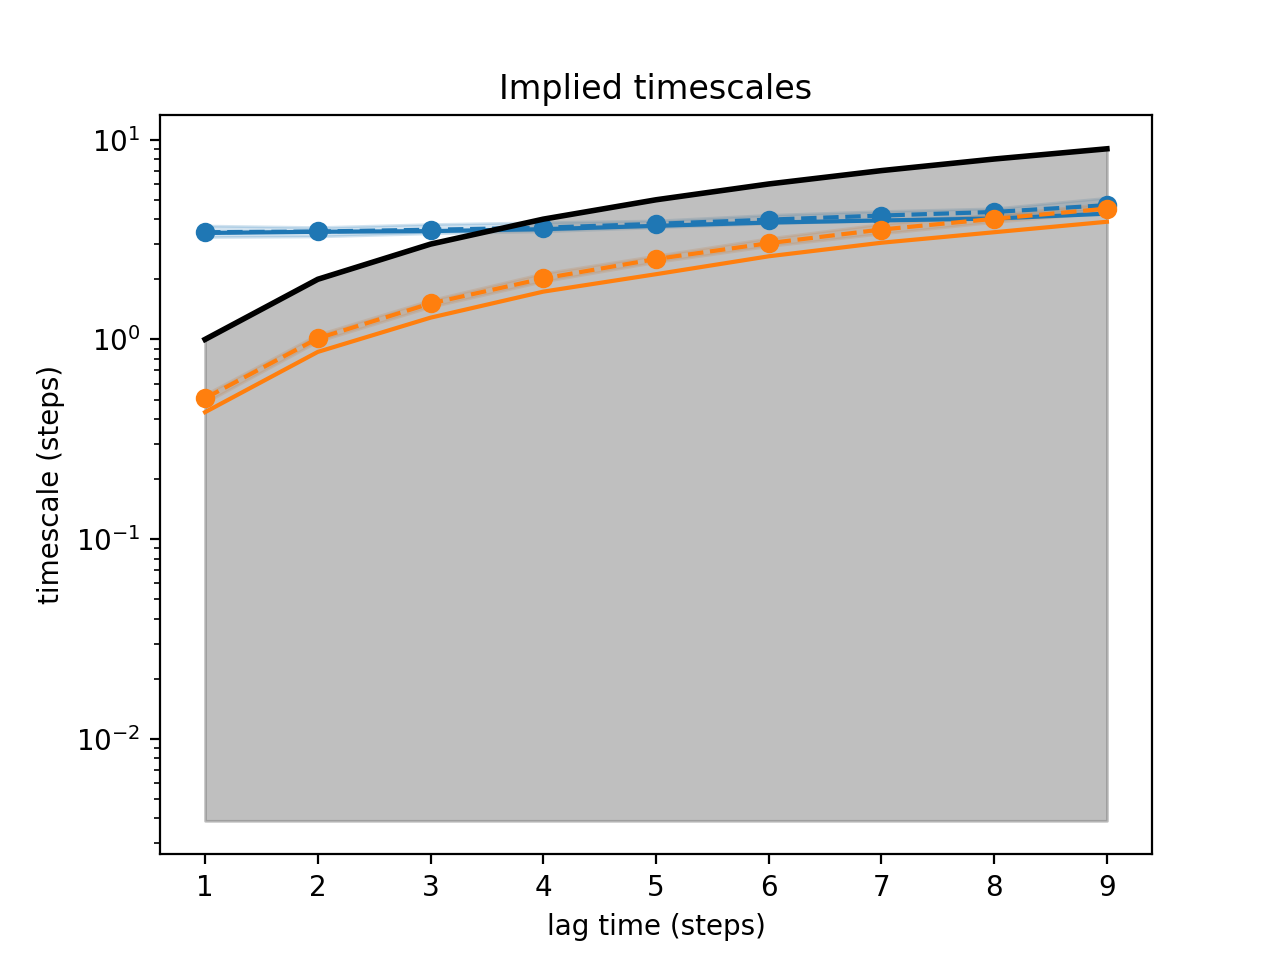 Implied timescales
timescale (steps)
10¹
10⁰
10⁻¹
10⁻²
1 2 3 4 5 6 7 8 9
lag time (steps)